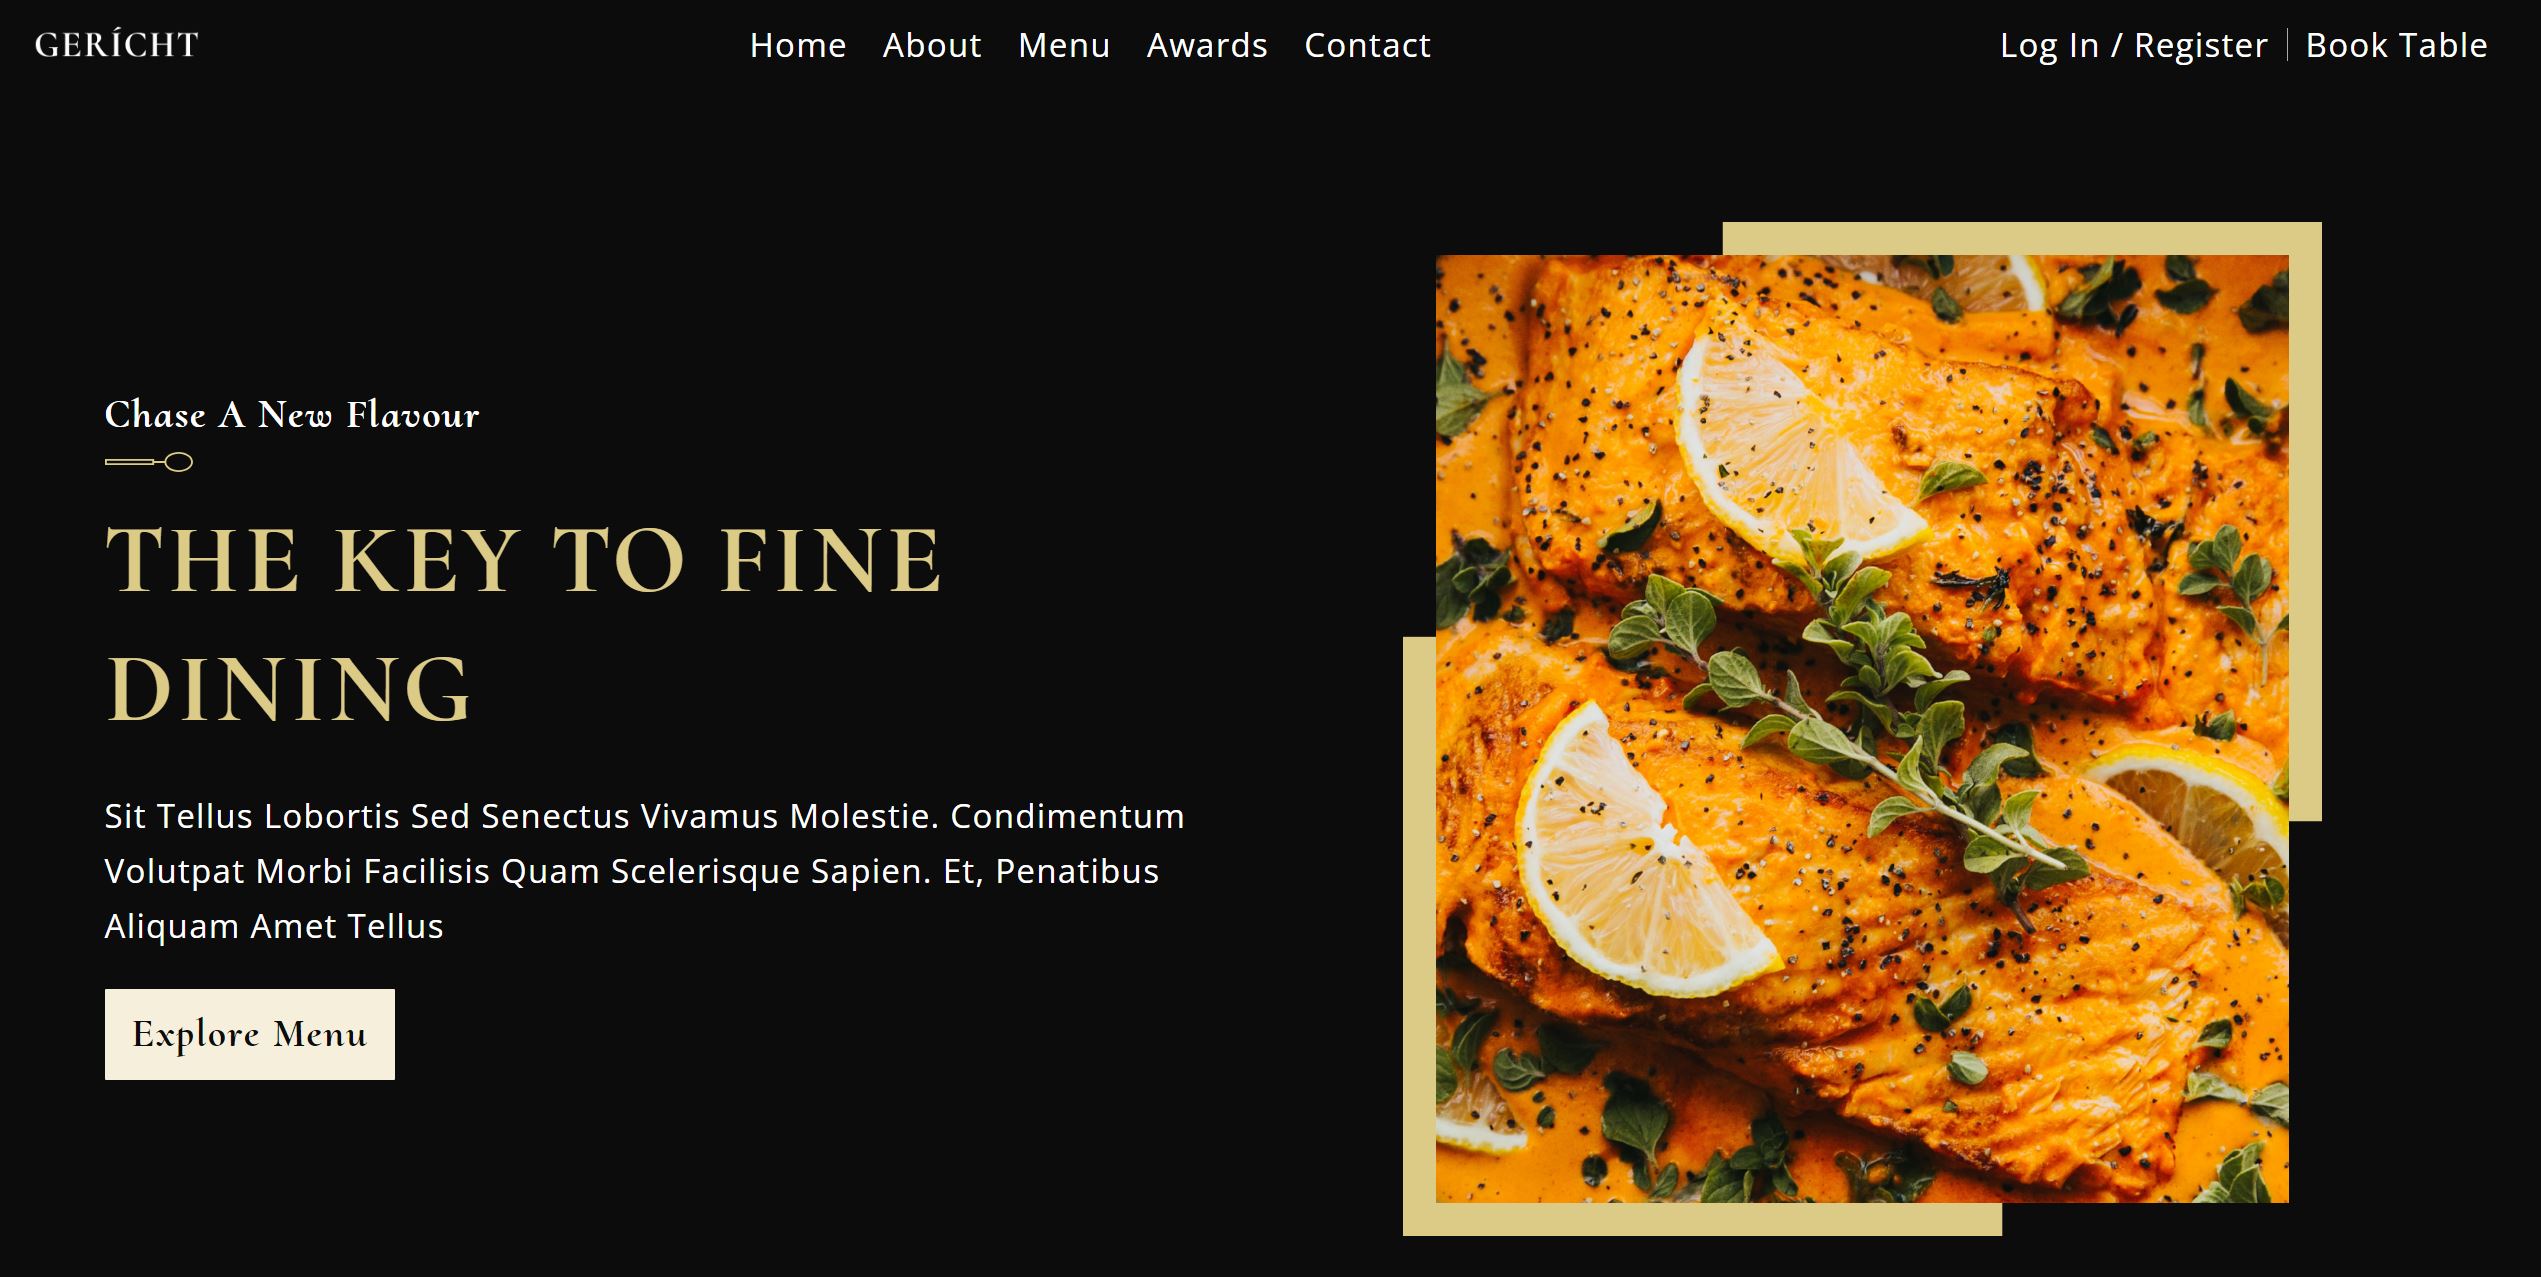 GERÍCHT
Home About Menu Awards Contact
Log In / Register Book Table
Chase A New Flavour
THE KEY TO FINE
DINING
Sit Tellus Lobortis Sed Senectus Vivamus Molestie. Condimentum
Volutpat Morbi Facilisis Quam Scelerisque Sapien. Et, Penatibus
Aliquam Amet Tellus
Explore Menu